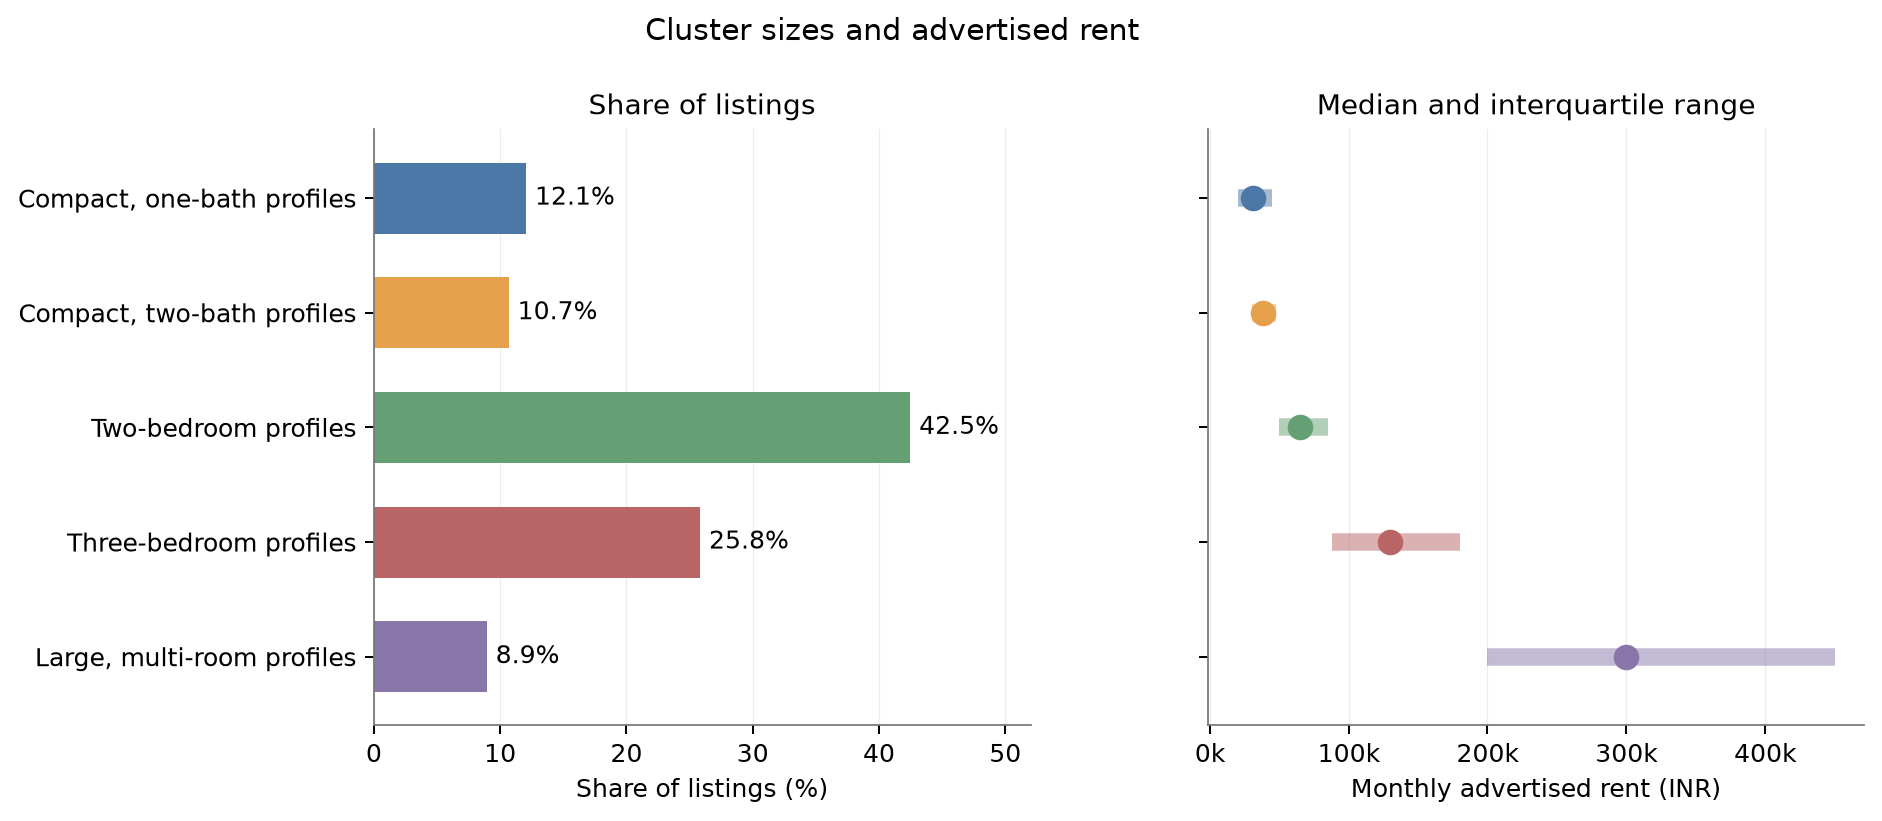 Cluster sizes and advertised rent
Share of listings
Compact, one-bath profiles
12.1%
Compact, two-bath profiles
10.7%
Two-bedroom profiles
42.5%
Three-bedroom profiles
25.8%
Large, multi-room profiles
8.9%
0 10 20 30 40 50
Share of listings (%)
Median and interquartile range
0k 100k 200k 300k 400k
Monthly advertised rent (INR)